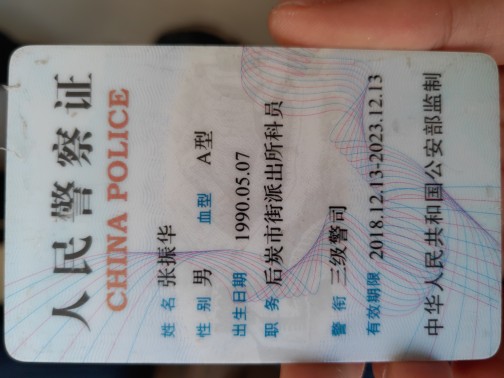 人民警察证
CHINA POLICE
姓名 张振华
性别 男 血型 A型
出生日期 1990.05.07
职务 后炭市街派出所科员
警衔 三级警司
有效期限 2018.12.13-2023.12.13
中华人民共和国公安部监制